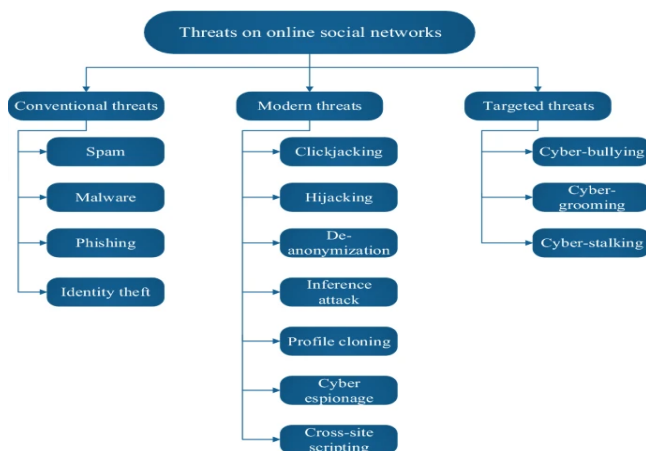 Threats on online social networks
Conventional threats
Spam
Malware
Phishing
Identity theft
Modern threats
Clickjacking
Hijacking
De-
anonymization
Inference
attack
Profile cloning
Cyber
espionage
Cross-site
scripting
Targeted threats
Cyber-bullying
Cyber-
grooming
Cyber-stalking